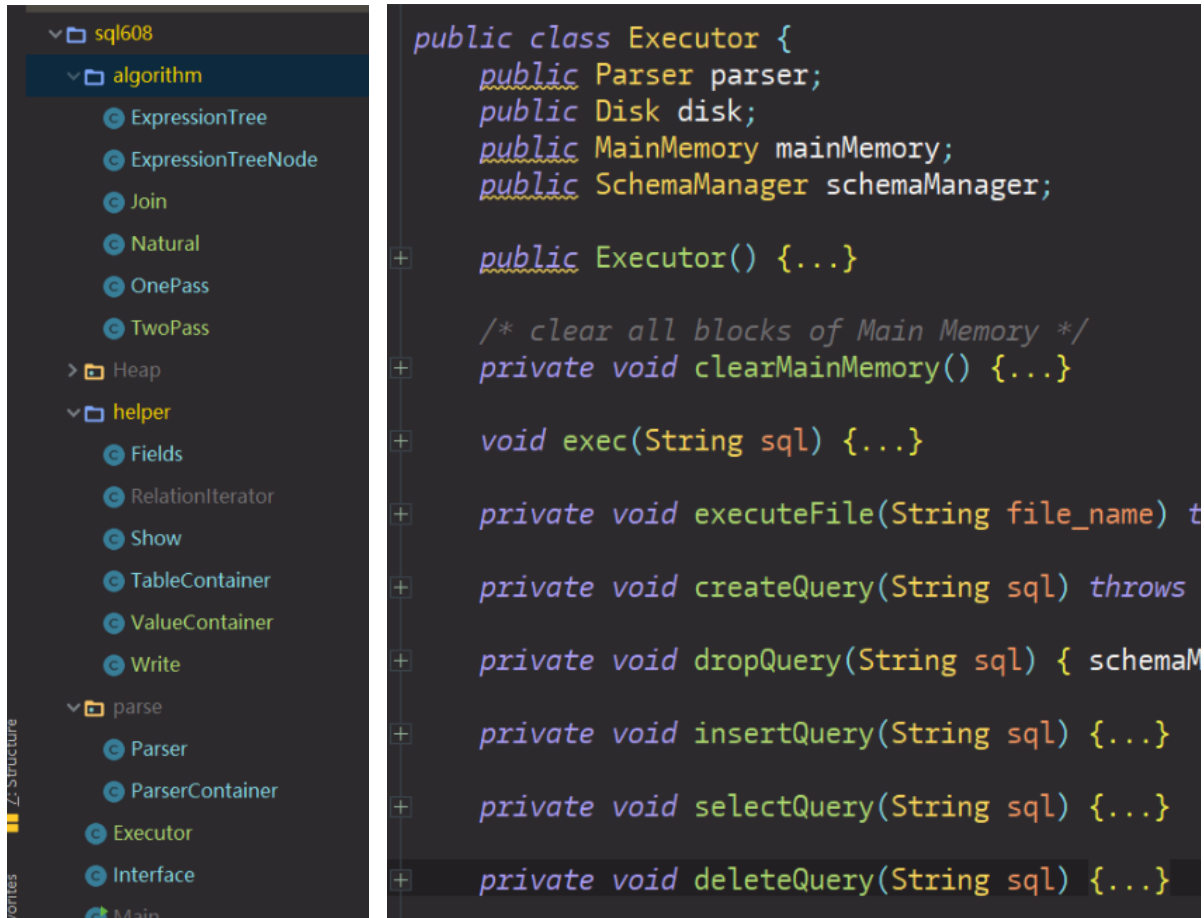 sql608
algorithm
ExpressionTree
ExpressionTreeNode
Join
Natural
OnePass
TwoPass
Heap
helper
Fields
RelationIterator
Show
TableContainer
ValueContainer
Write
parse
Parser
ParserContainer
Executor
Interface
Main
Z: Structure
public class Executor {
public Parser parser;
public Disk disk;
public MainMemory mainMemory;
public SchemaManager schemaManager;
public Executor() {...}
/* clear all blocks of Main Memory */
private void clearMainMemory() {...}
void exec(String sql) {...}
private void executeFile(String file_name) t
private void createQuery(String sql) throws
private void dropQuery(String sql) { schemaM
private void insertQuery(String sql) {...}
private void selectQuery(String sql) {...}
private void deleteQuery(String sql) {...}